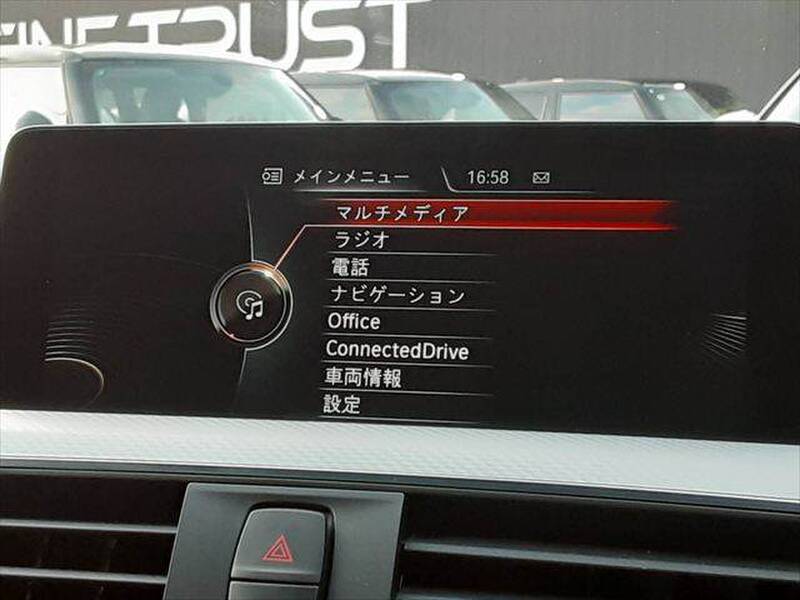 TRUST
メインメニュー 16:58
マルチメディア
ラジオ
電話
ナビゲーション
Office
ConnectedDrive
車両情報
設定